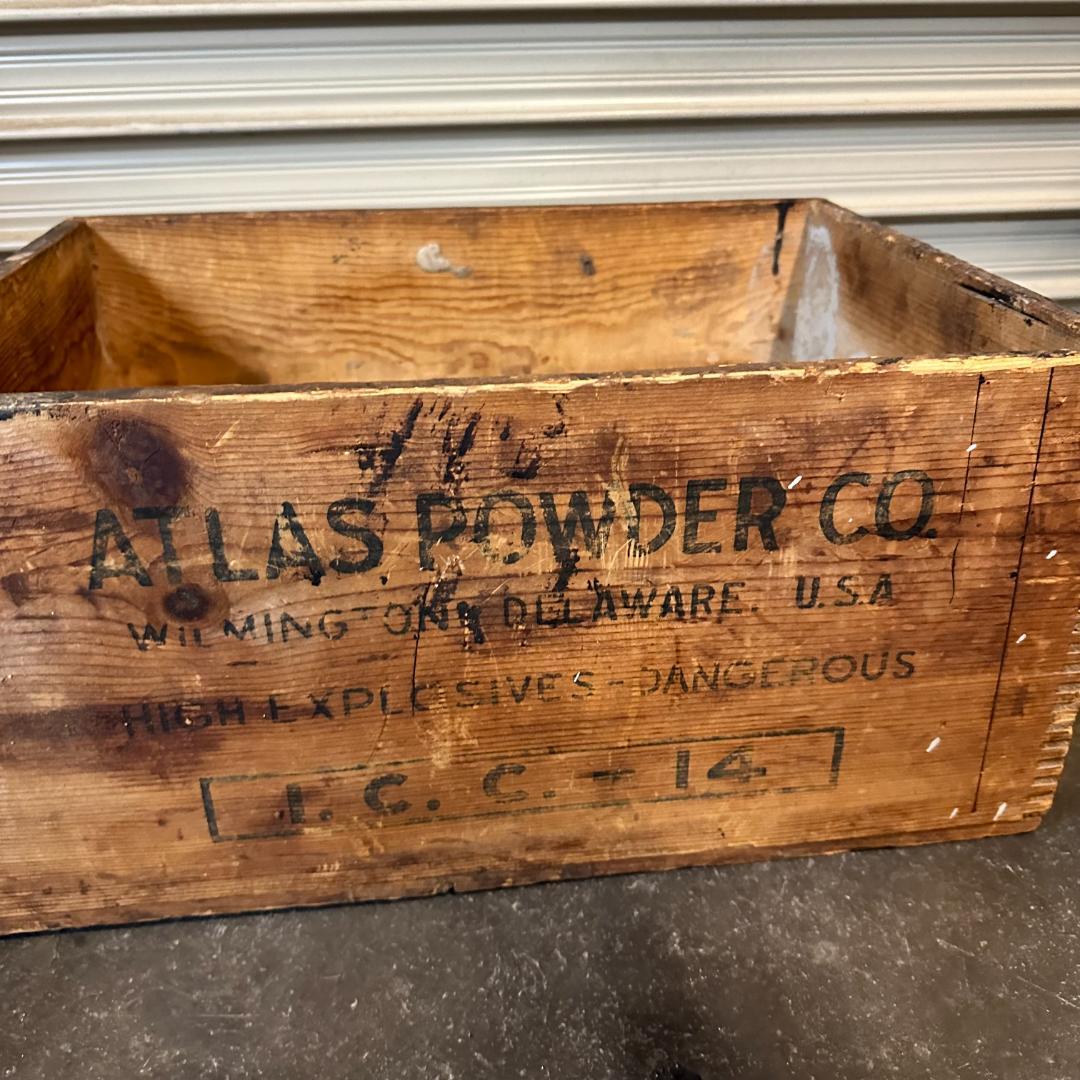 ATLAS POWDER CO.
WILMINGTON, DELAWARE. U.S.A
HIGH EXPLOSIVES - DANGEROUS
I. C. C. - 14